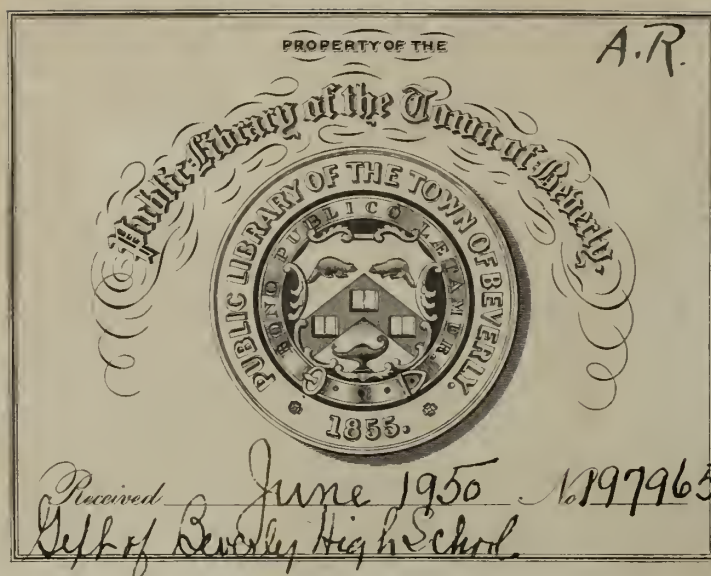 PROPERTY OF THE
A.R.
Public Library of the Town of Beverly.
PUBLIC LIBRARY OF THE TOWN OF BEVERLY.
BONO PUBLICO LÆTAMER.
1855.
Received June 1950 No. 197965
Gift of Beverly High School.